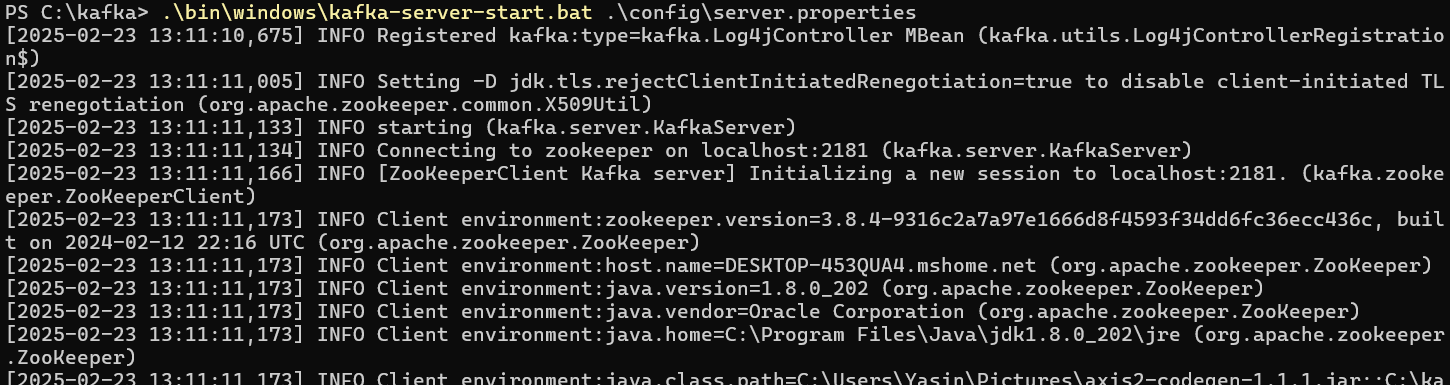 PS C:\kafka> .\bin\windows\kafka-server-start.bat .\config\server.properties
[2025-02-23 13:11:10,675] INFO Registered kafka:type=kafka.Log4jController MBean (kafka.utils.Log4jControllerRegistratio
n$)
[2025-02-23 13:11:11,005] INFO Setting -D jdk.tls.rejectClientInitiatedRenegotiation=true to disable client-initiated TL
S renegotiation (org.apache.zookeeper.common.X509Util)
[2025-02-23 13:11:11,133] INFO starting (kafka.server.KafkaServer)
[2025-02-23 13:11:11,134] INFO Connecting to zookeeper on localhost:2181 (kafka.server.KafkaServer)
[2025-02-23 13:11:11,166] INFO [ZooKeeperClient Kafka server] Initializing a new session to localhost:2181. (kafka.zooke
eper.ZooKeeperClient)
[2025-02-23 13:11:11,173] INFO Client environment:zookeeper.version=3.8.4-9316c2a7a97e1666d8f4593f34dd6fc36ecc436c, buil
t on 2024-02-12 22:16 UTC (org.apache.zookeeper.ZooKeeper)
[2025-02-23 13:11:11,173] INFO Client environment:host.name=DESKTOP-453QUA4.mshome.net (org.apache.zookeeper.ZooKeeper)
[2025-02-23 13:11:11,173] INFO Client environment:java.version=1.8.0_202 (org.apache.zookeeper.ZooKeeper)
[2025-02-23 13:11:11,173] INFO Client environment:java.vendor=Oracle Corporation (org.apache.zookeeper.ZooKeeper)
[2025-02-23 13:11:11,173] INFO Client environment:java.home=C:\Program Files\Java\jdk1.8.0_202\jre (org.apache.zookeeper
.ZooKeeper)
[2025-02-23 13:11:11,173] INFO Client environment:java.class.path=C:\Users\Yasin\Pictures\axis2-codegen-1.1.1.jar;;C:\ka